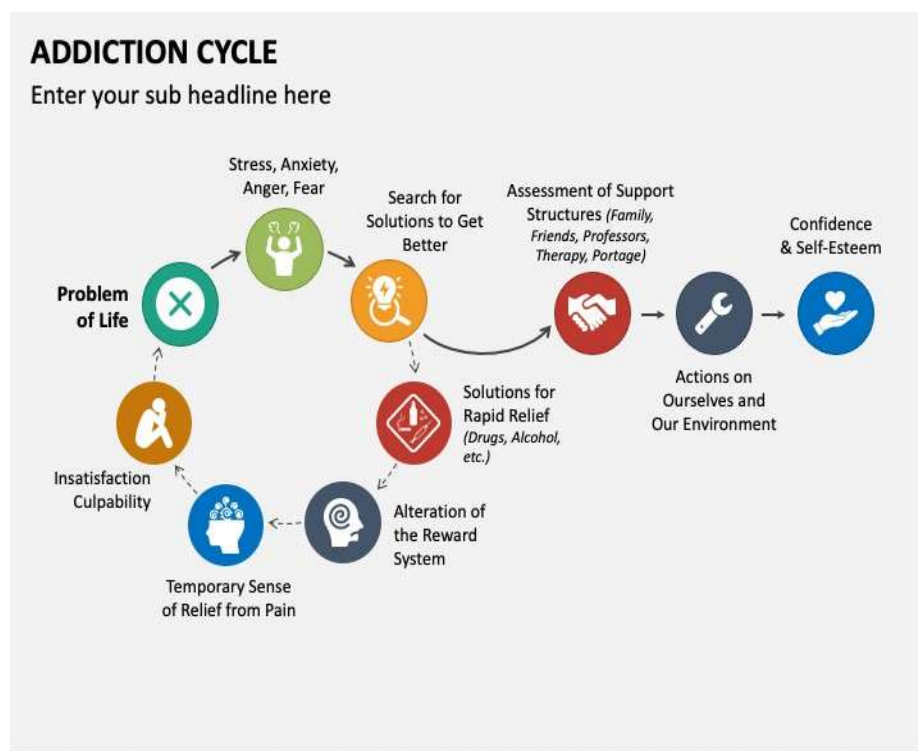 ADDICTION CYCLE
Enter your sub headline here
Stress, Anxiety,
Anger, Fear
Search for
Solutions to Get
Better
Assessment of Support
Structures (Family,
Friends, Professors,
Therapy, Portage)
Confidence
& Self-Esteem
Problem
of Life
Actions on
Ourselves and
Our Environment
Solutions for
Rapid Relief
(Drugs, Alcohol,
etc.)
Insatisfaction
Culpability
Alteration of
the Reward
System
Temporary Sense
of Relief from Pain